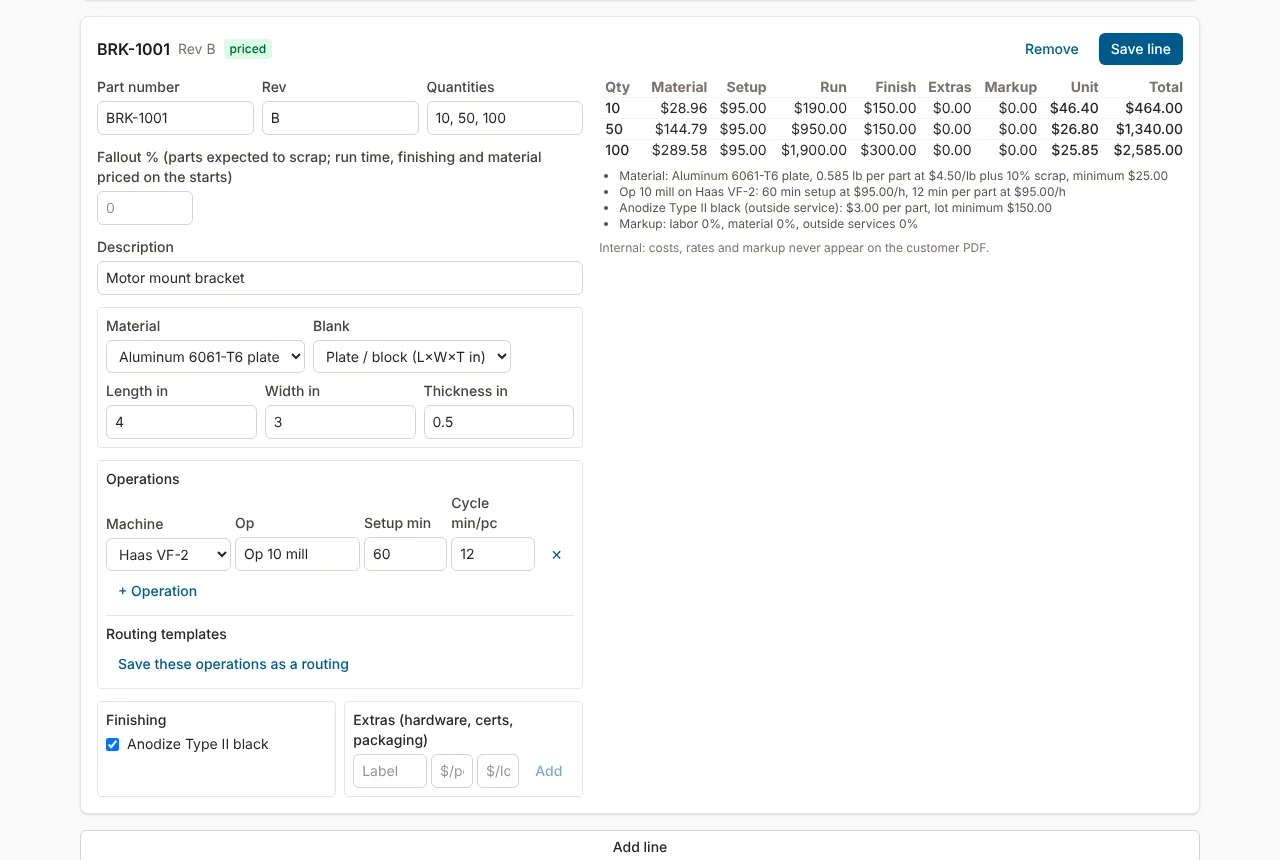 BRK-1001 Rev B priced
Remove Save line
Part number Rev Quantities
BRK-1001 B 10, 50, 100
Fallout % (parts expected to scrap; run time, finishing and material
priced on the starts)
0
Description
Motor mount bracket
Material Blank
Aluminum 6061-T6 plate Plate / block (L×W×T in)
Length in Width in Thickness in
4 3 0.5
Operations
Machine Op Setup min Cycle min/pc
Haas VF-2 Op 10 mill 60 12 ×
+ Operation
Routing templates
Save these operations as a routing
Finishing
Anodize Type II black
Extras (hardware, certs,
packaging)
Label $/p $/lo Add
Qty Material Setup Run Finish Extras Markup Unit Total
10 $28.96 $95.00 $190.00 $150.00 $0.00 $0.00 $46.40 $464.00
50 $144.79 $95.00 $950.00 $150.00 $0.00 $0.00 $26.80 $1,340.00
100 $289.58 $95.00 $1,900.00 $300.00 $0.00 $0.00 $25.85 $2,585.00
• Material: Aluminum 6061-T6 plate, 0.585 lb per part at $4.50/lb plus 10% scrap, minimum $25.00
• Op 10 mill on Haas VF-2: 60 min setup at $95.00/h, 12 min per part at $95.00/h
• Anodize Type II black (outside service): $3.00 per part, lot minimum $150.00
• Markup: labor 0%, material 0%, outside services 0%
Internal: costs, rates and markup never appear on the customer PDF.
Add line